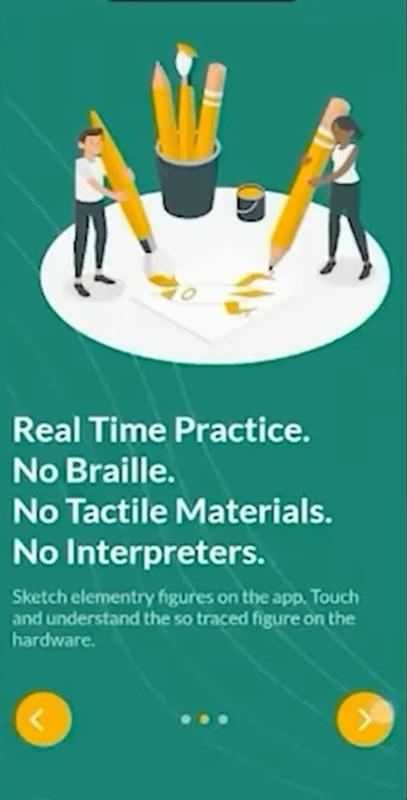 Real Time Practice.
No Braille.
No Tactile Materials.
No Interpreters.
Sketch elementry figures on the app. Touch
and understand the so traced figure on the
hardware.